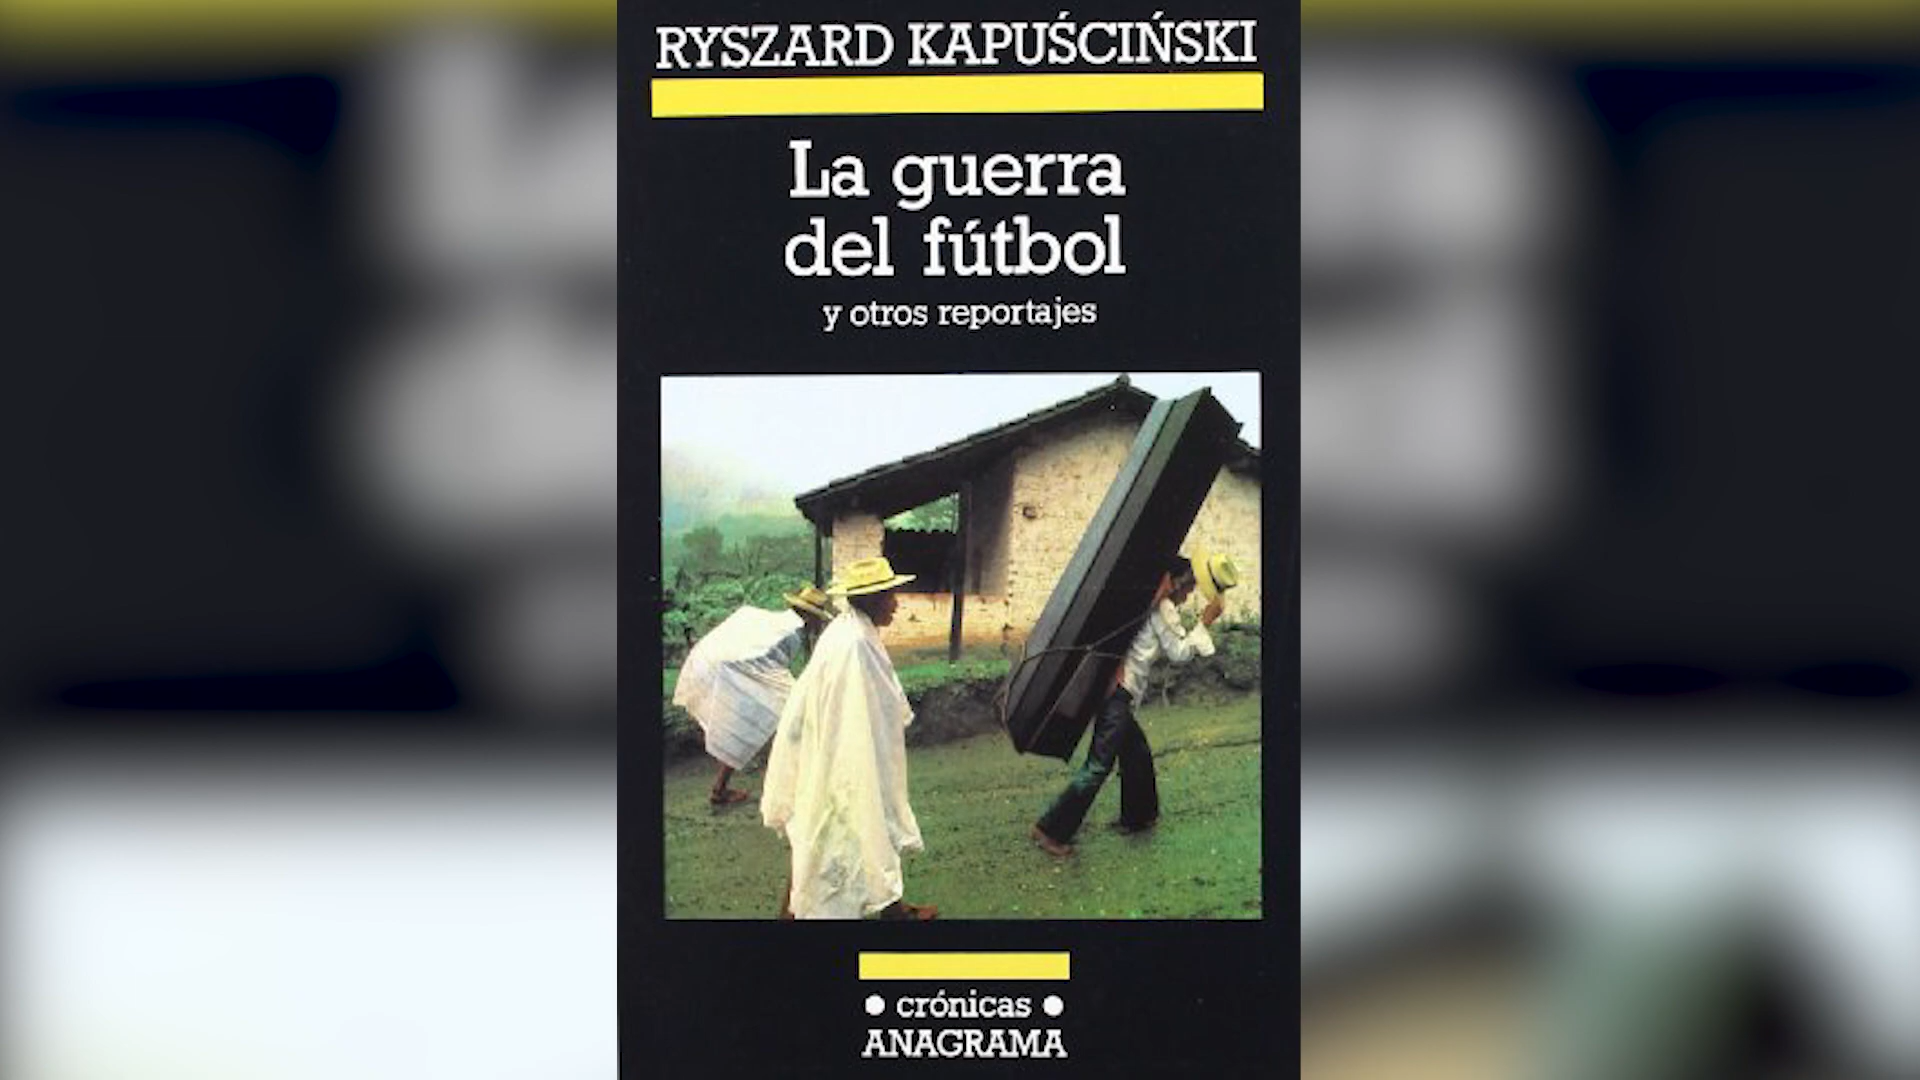 RYSZARD KAPUŚCIŃSKI
La guerra
del fútbol
y otros reportajes
• crónicas •
ANAGRAMA